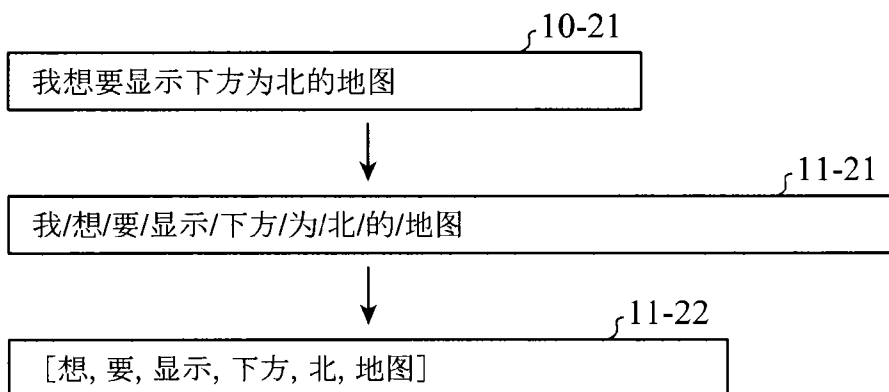 10-21
我想要显示下方为北的地图
11-21
我/想/要/显示/下方/为/北/的/地图
11-22
[想, 要, 显示, 下方, 北, 地图]